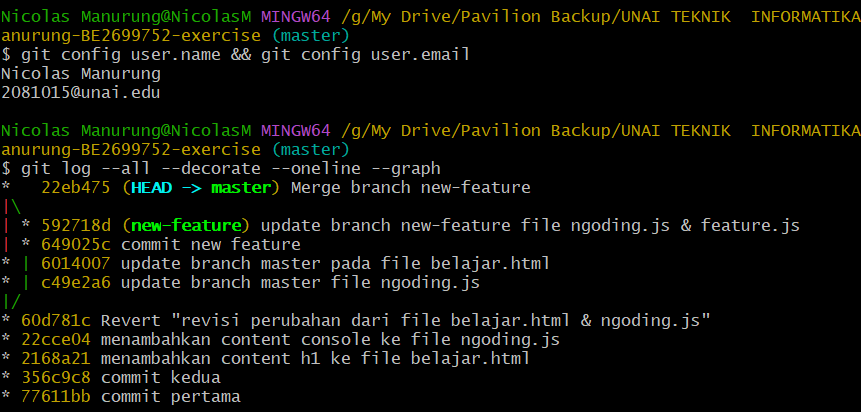 Nicolas Manurung@NicolasM MINGW64 /g/My Drive/Pavilion Backup/UNAI TEKNIK  INFORMATIKA
anurung-BE2699752-exercise (master)
$ git config user.name && git config user.email
Nicolas Manurung
2081015@unai.edu

Nicolas Manurung@NicolasM MINGW64 /g/My Drive/Pavilion Backup/UNAI TEKNIK  INFORMATIKA
anurung-BE2699752-exercise (master)
$ git log --all --decorate --oneline --graph
*   22eb475 (HEAD -> master) Merge branch new-feature
|\
| * 592718d (new-feature) update branch new-feature file ngoding.js & feature.js
| * 649025c commit new feature
* | 6014007 update branch master pada file belajar.html
* | c49e2a6 update branch master file ngoding.js
|/
* 60d781c Revert "revisi perubahan dari file belajar.html & ngoding.js"
* 22cce04 menambahkan content console ke file ngoding.js
* 2168a21 menambahkan content h1 ke file belajar.html
* 356c9c8 commit kedua
* 77611bb commit pertama